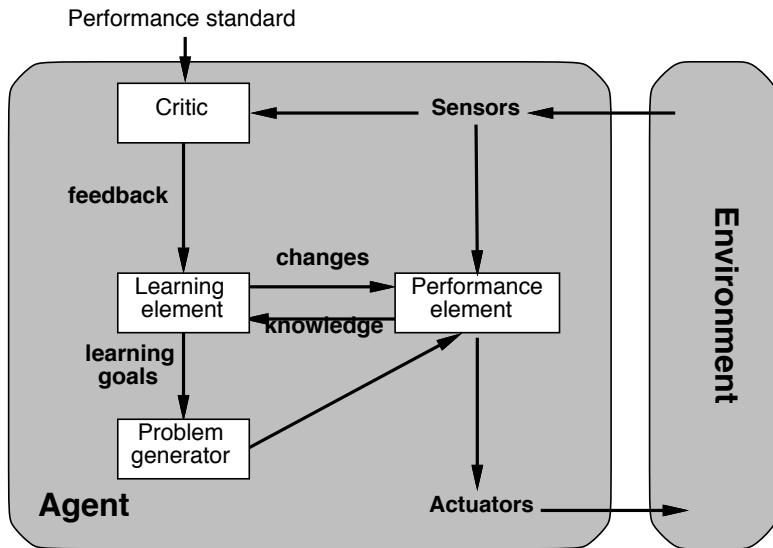 Performance standard
Critic
Sensors
feedback
changes
Learning
element
Performance
element
knowledge
learning
goals
Problem
generator
Agent
Actuators
Environment